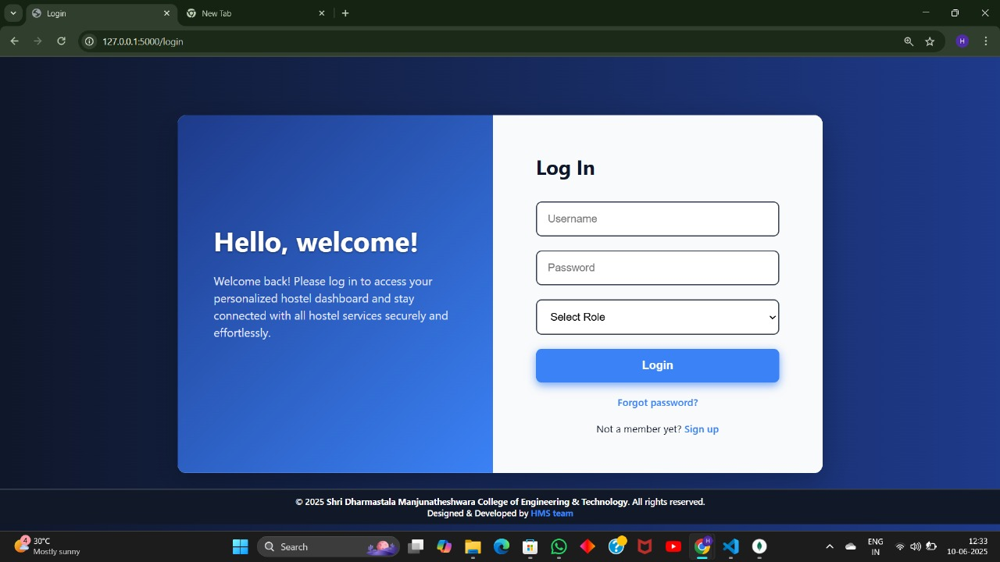 Login
New Tab
127.0.0.1:5000/login
H
Hello, welcome!
Welcome back! Please log in to access your
personalized hostel dashboard and stay
connected with all hostel services securely and
effortlessly.
Log In
Username
Password
Select Role
Login
Forgot password?
Not a member yet? Sign up
© 2025 Shri Dharmastala Manjunatheshwara College of Engineering & Technology. All rights reserved.
Designed & Developed by HMS team
4
30°C
Mostly sunny
Search
H
ENG
IN
12:33
10-06-2025